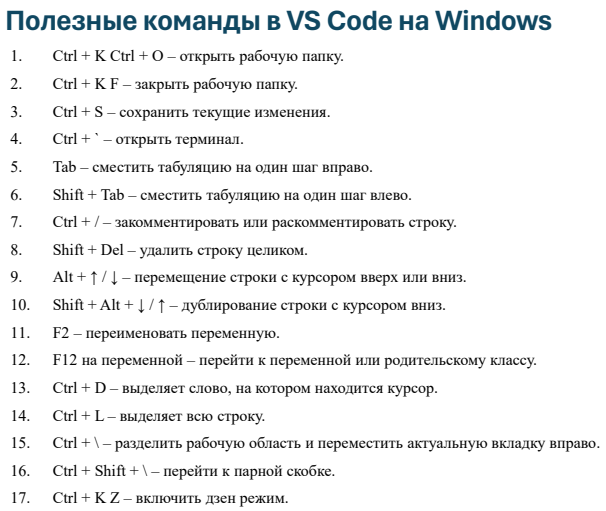 Полезные команды в VS Code на Windows
1. Ctrl + K Ctrl + O – открыть рабочую папку.
2. Ctrl + K F – закрыть рабочую папку.
3. Ctrl + S – сохранить текущие изменения.
4. Ctrl + ` – открыть терминал.
5. Tab – сместить табуляцию на один шаг вправо.
6. Shift + Tab – сместить табуляцию на один шаг влево.
7. Ctrl + / – закомментировать или раскомментировать строку.
8. Shift + Del – удалить строку целиком.
9. Alt + ↑ / ↓ – перемещение строки с курсором вверх или вниз.
10. Shift + Alt + ↓ / ↑ – дублирование строки с курсором вниз.
11. F2 – переименовать переменную.
12. F12 на переменной – перейти к переменной или родительскому классу.
13. Ctrl + D – выделяет слово, на котором находится курсор.
14. Ctrl + L – выделяет всю строку.
15. Ctrl + \ – разделить рабочую область и переместить актуальную вкладку вправо.
16. Ctrl + Shift + \ – перейти к парной скобке.
17. Ctrl + K Z – включить дзен режим.